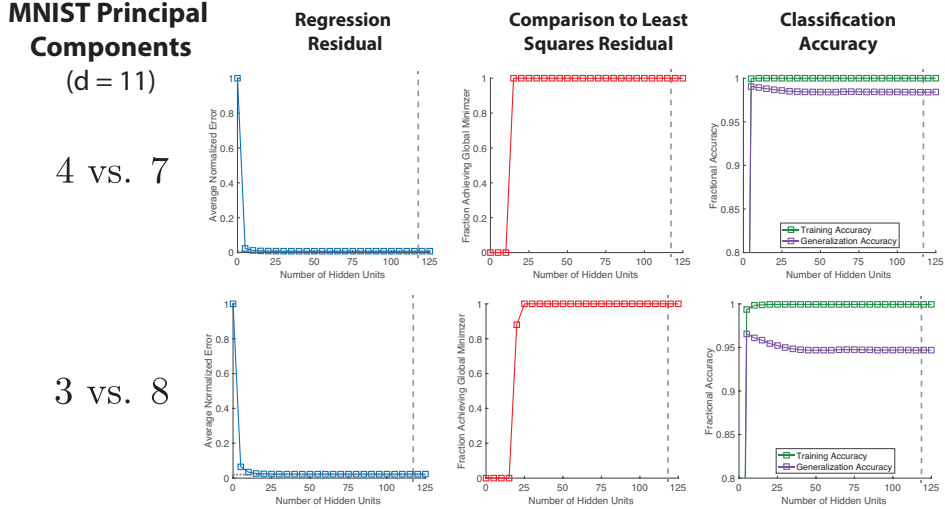 MNIST Principal
Components
(d = 11)
Regression
Residual
Comparison to Least
Squares Residual
Classification
Accuracy
4 vs. 7
Average Normalized Error
1
0.8
0.6
0.4
0.2
0
0 25 50 75 100 125
Number of Hidden Units
Fraction Achieving Global Minimzer
1
0.8
0.6
0.4
0.2
0
0 25 50 75 100 125
Number of Hidden Units
Fractional Accuracy
1
0.95
0.9
0.85
0.8
Training Accuracy
Generalization Accuracy
0 25 50 75 100 125
Number of Hidden Units
3 vs. 8
Average Normalized Error
1
0.8
0.6
0.4
0.2
0
0 25 50 75 100 125
Number of Hidden Units
Fraction Achieving Global Minimizer
1
0.8
0.6
0.4
0.2
0
0 25 50 75 100 125
Number of Hidden Units
Fractional Accuracy
1
0.95
0.9
0.85
0.8
Training Accuracy
Generalization Accuracy
0 25 50 75 100 125
Number of Hidden Units